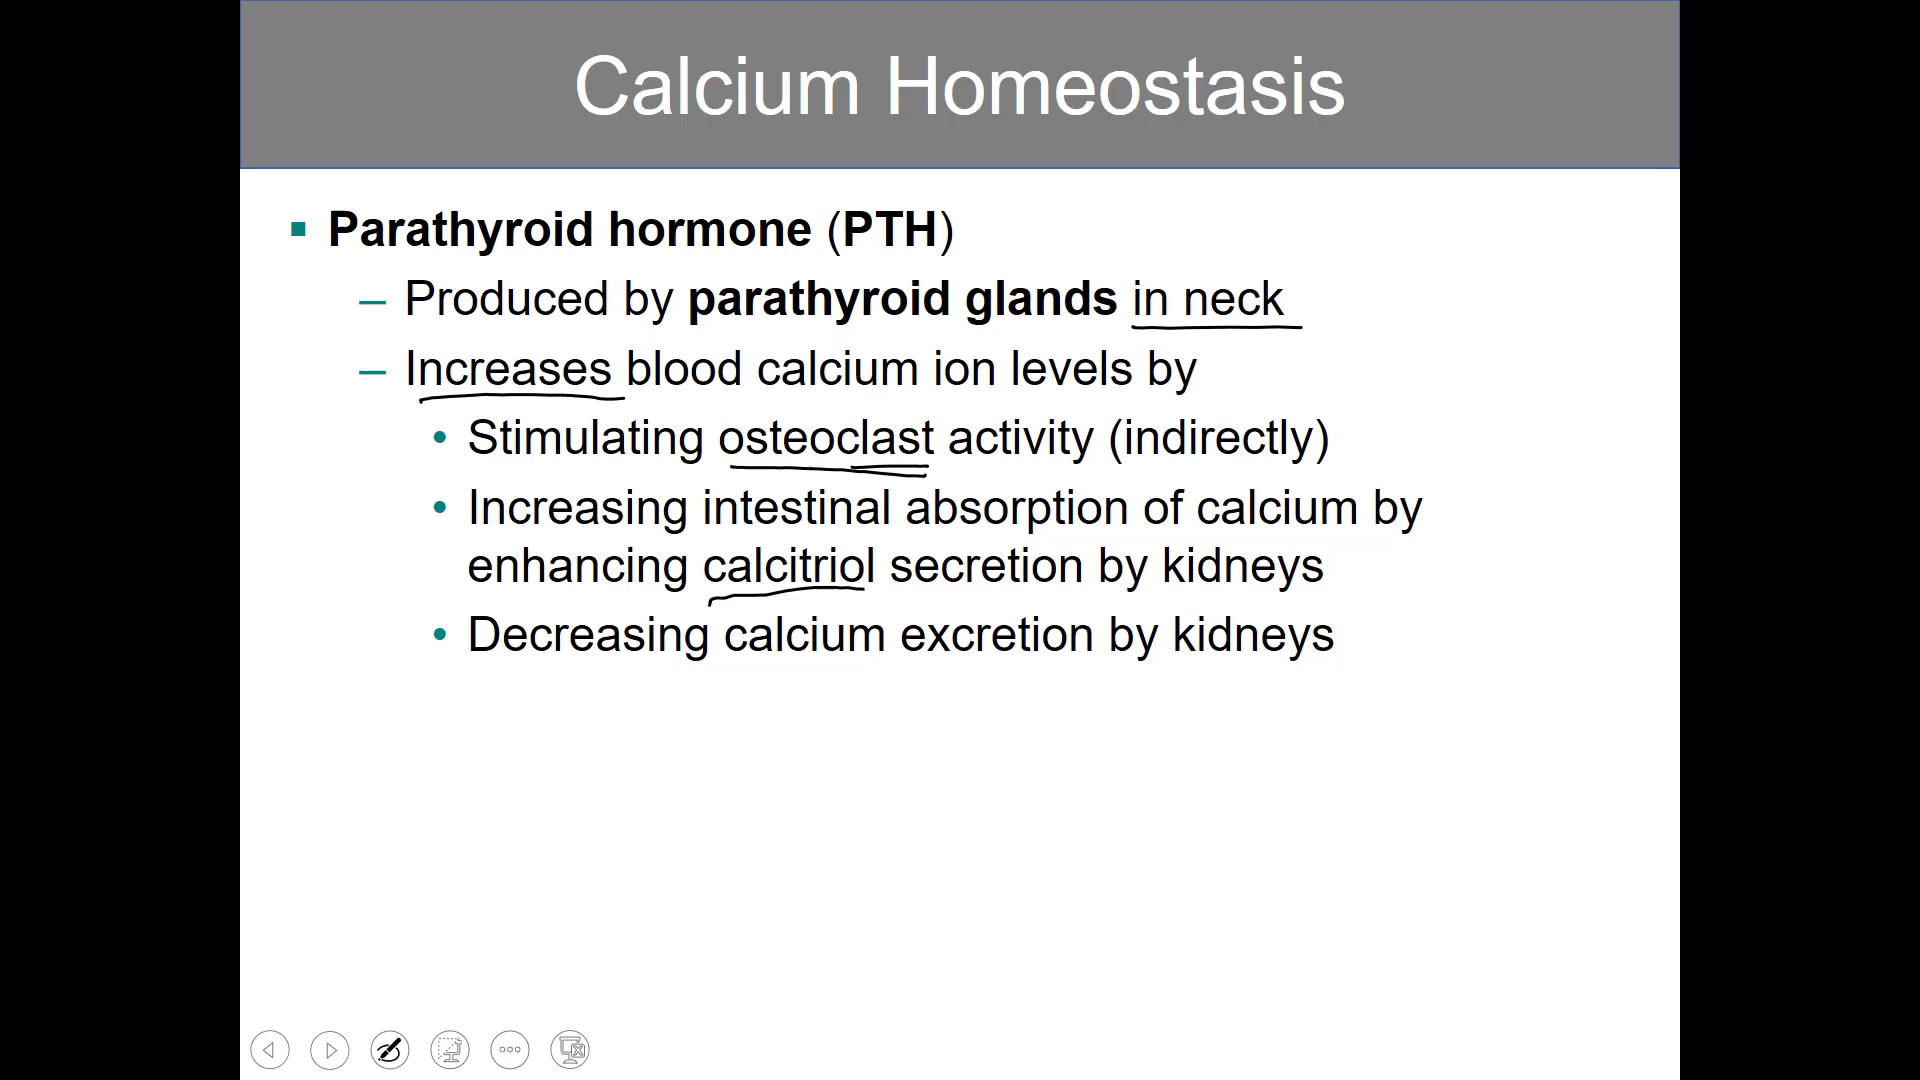 Calcium Homeostasis
▪ Parathyroid hormone (PTH)
– Produced by parathyroid glands in neck
– Increases blood calcium ion levels by
• Stimulating osteoclast activity (indirectly)
• Increasing intestinal absorption of calcium by
enhancing calcitriol secretion by kidneys
• Decreasing calcium excretion by kidneys